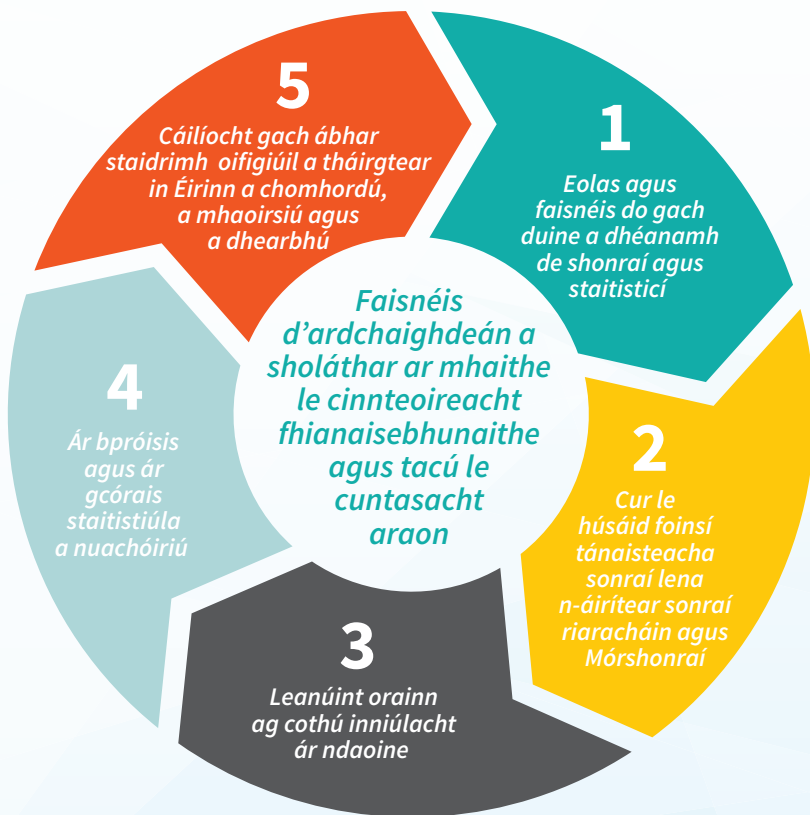 5
Cáilíocht gach ábhar
staidrimh oifigiúil a tháirgtear
in Éirinn a chomhordú,
a mhaoirsiú agus
a dhearbhú
1
Eolas agus
faisnéis do gach
duine a dhéanamh
de shonraí agus
staitisticí
Faisnéis
d'ardchaighdeán a
sholáthar ar mhaithe
le cinnteoireacht
fhianaisebhunaithe
agus tacú le
cuntasacht
araon
4
Ár bpróisis
agus ár
gcórais
staitistiúla
a nuachóiriú
2
Cur le
húsáid foinsí
tánaisteacha
sonraí lena
n-áirítear sonraí
riaracháin agus
Mórshonraí
3
Leanúint orainn
ag cothú inniúlacht
ár ndaoine